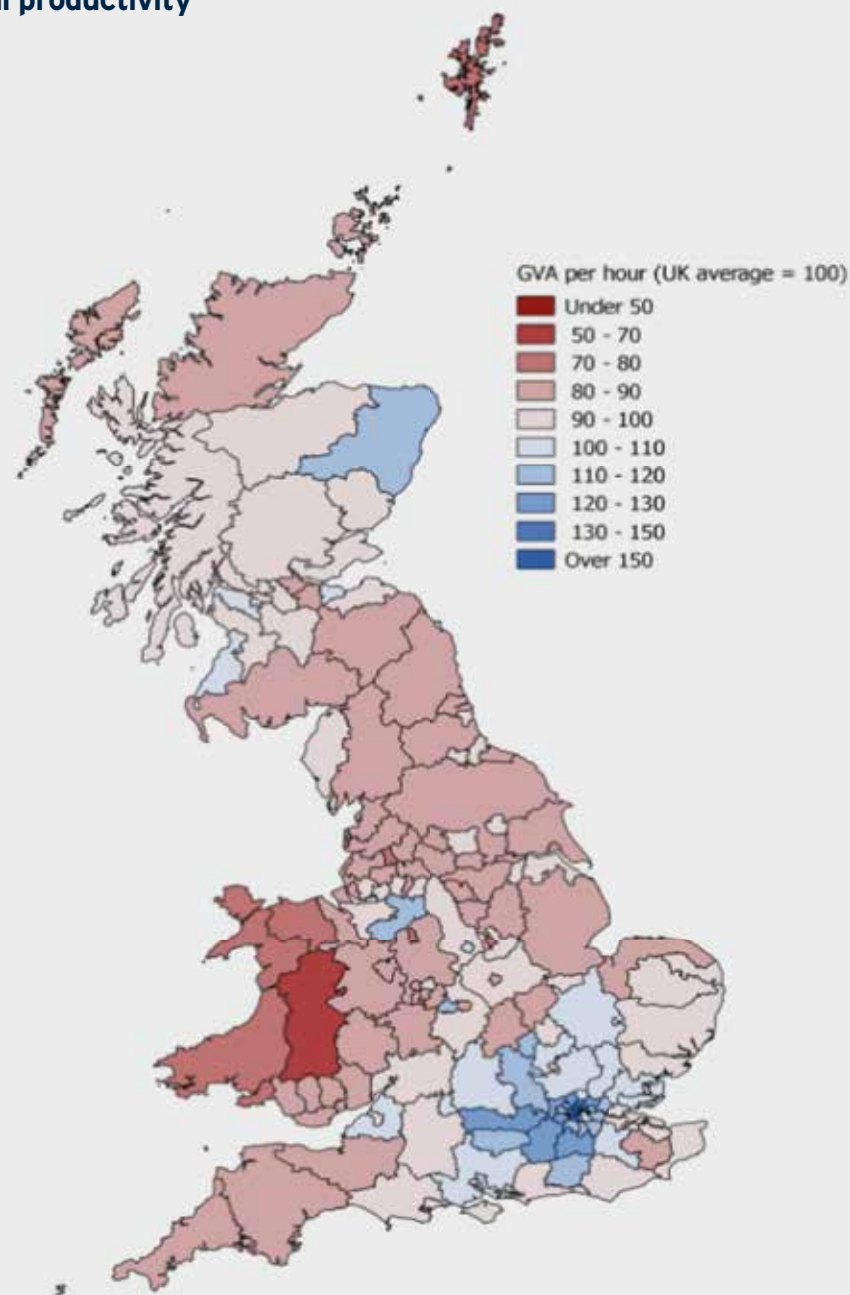 productivity
GVA per hour (UK average = 100)
Under 50
50 - 70
70 - 80
80 - 90
90 - 100
100 - 110
110 - 120
120 - 130
130 - 150
Over 150